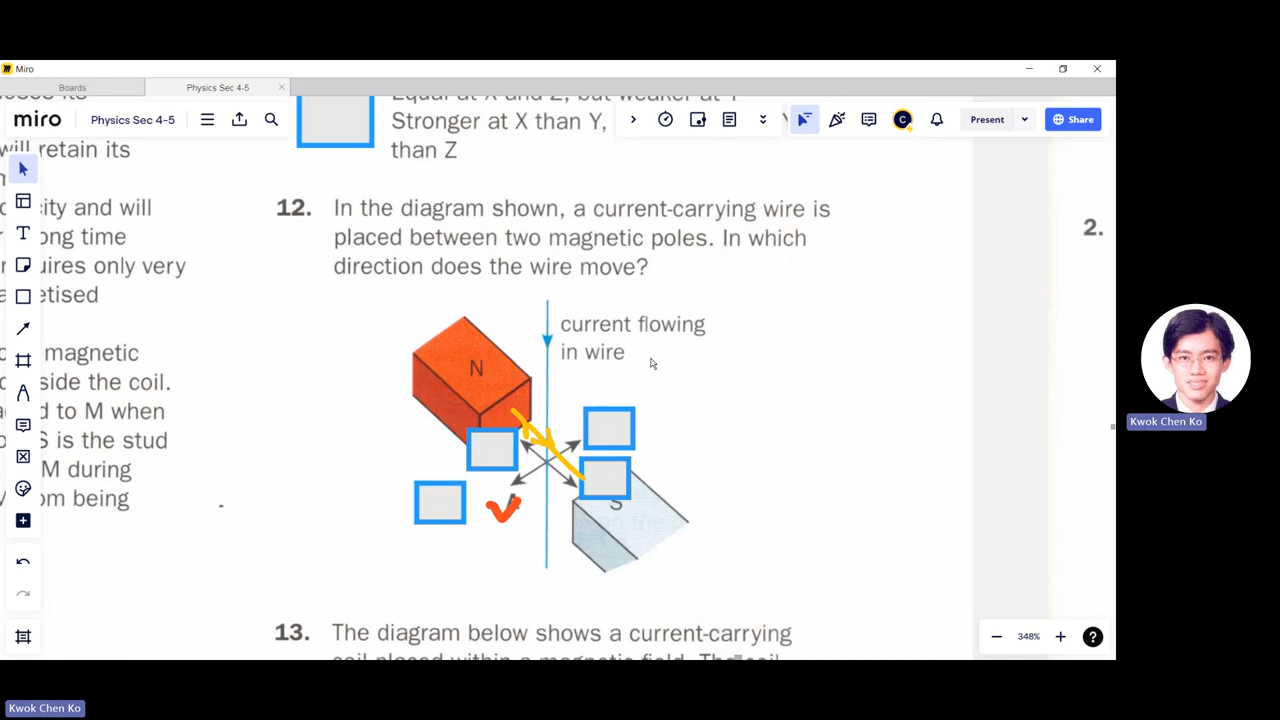 Miro
Boards
Physics Sec 4-5
miro
Physics Sec 4-5
Present
Share
will retain its
than Z
Stronger at X than Y,
city and will
ong time
uires only very
etised
magnetic
side the coil.
d to M when
S is the stud
M during
om being
12. In the diagram shown, a current-carrying wire is
placed between two magnetic poles. In which
direction does the wire move?
current flowing
in wire
N
S
13. The diagram below shows a current-carrying
2.
348%
C
Kwok Chen Ko
Kwok Chen Ko